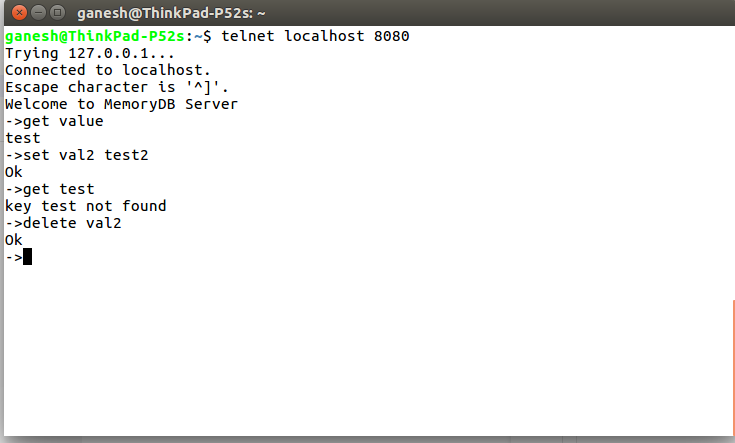 ganesh@ThinkPad-P52s: ~
ganesh@ThinkPad-P52s:~$ telnet localhost 8080
Trying 127.0.0.1...
Connected to localhost.
Escape character is '^]'.
Welcome to MemoryDB Server
->get value
test
->set val2 test2
Ok
->get test
key test not found
->delete val2
Ok
->